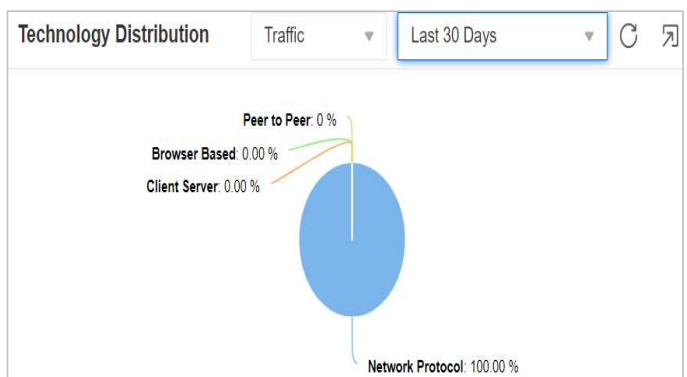 Technology Distribution Traffic Last 30 Days
Peer to Peer: 0 %
Browser Based: 0.00 %
Client Server: 0.00 %
Network Protocol: 100.00 %